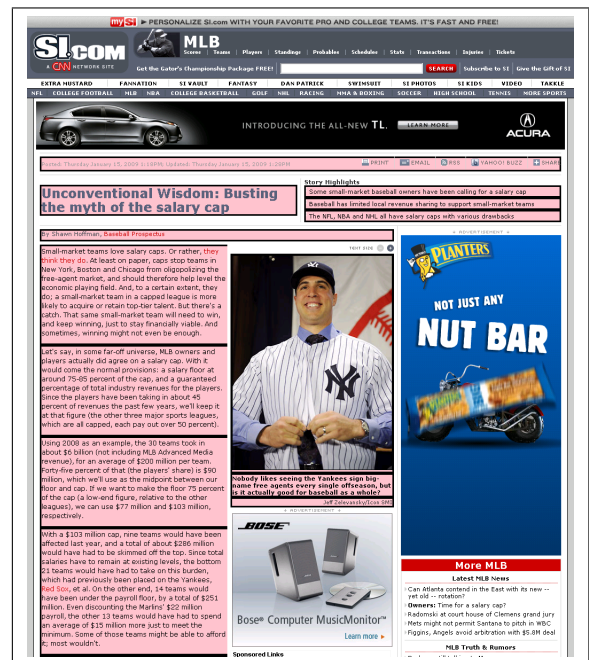 mySI ▶ PERSONALIZE SI.com WITH YOUR FAVORITE PRO AND COLLEGE TEAMS. IT'S FAST AND FREE!
SI.COM
A CNN NETWORK SITE
MLB
Scores | Teams | Players | Standings | Probables | Schedules | Stats | Transactions | Injuries | Tickets
Get the Gator's Championship Package FREE!
SEARCH
Subscribe to SI | Give the Gift of SI
EXTRA MUSTARD FANNATION SI VAULT FANTASY DAN PATRICK SWIMSUIT SI PHOTOS SI KIDS VIDEO TAKKLE
NFL COLLEGE FOOTBALL MLB NBA COLLEGE BASKETBALL GOLF NHL RACING MMA & BOXING SOCCER HIGH SCHOOL TENNIS MORE SPORTS
INTRODUCING THE ALL-NEW TL.
LEARN MORE
ACURA
Posted: Thursday January 15, 2009 1:18PM; Updated: Thursday January 15, 2009 1:28PM
PRINT EMAIL RSS YAHOO! BUZZ SHARE
Unconventional Wisdom: Busting
the myth of the salary cap
Story Highlights
Some small-market baseball owners have been calling for a salary cap
Baseball has limited local revenue sharing to support small-market teams
The NFL, NBA and NHL all have salary caps with various drawbacks
By Shawn Hoffman, Baseball Prospectus
Small-market teams love salary caps. Or rather, they
think they do. At least on paper, caps stop teams in
New York, Boston and Chicago from oligopolizing the
free-agent market, and should therefore help level the
economic playing field. And, to a certain extent, they
do; a small-market team in a capped league is more
likely to acquire or retain top-tier talent. But there's a
catch. That same small-market team will need to win,
and keep winning, just to stay financially viable. And
sometimes, winning might not even be enough.
Let's say, in some far-off universe, MLB owners and
players actually did agree on a salary cap. With it
would come the normal provisions: a salary floor at
around 75-85 percent of the cap, and a guaranteed
percentage of total industry revenues for the players.
Since the players have been taking in about 45
percent of revenues the past few years, we'll keep it
at that figure (the other three major sports leagues,
which are all capped, each pay out over 50 percent).
Using 2008 as an example, the 30 teams took in
about $6 billion (not including MLB Advanced Media
revenue), for an average of $200 million per team.
Forty-five percent of that (the players' share) is $90
million, which we'll use as the midpoint between our
floor and cap. If we want to make the floor 75 percent
of the cap (a low-end figure, relative to the other
leagues), we can use $77 million and $103 million,
respectively.
With a $103 million cap, nine teams would have been
affected last year, and a total of about $286 million
would have had to be skimmed off the top. Since total
salaries have to remain at existing levels, the bottom
21 teams would have had to take on this burden,
which had previously been placed on the Yankees,
Red Sox, et al. On the other end, 14 teams would
have been under the payroll floor, by a total of $251
million. Even discounting the Marlins' $22 million
payroll, the other 13 teams would have had to spend
an average of $15 million more just to meet the
minimum. Some of those teams might be able to afford
it; most wouldn't.
TEXT SIZE
Nobody likes seeing the Yankees sign big-
name free agents every single offseason, but
is it actually good for baseball as a whole?
Jeff Zelevansky/Icon SMI
ADVERTISEMENT
BOSE
Bose® Computer MusicMonitor™
Learn more ▸
Sponsored Links
ADVERTISEMENT
PLANTERS
NOT JUST ANY
NUT BAR
More MLB
Latest MLB News
Can Atlanta contend in the East with its new --
yet old -- rotation?
Owners: Time for a salary cap?
Radomski at court house of Clemens grand jury
Mets might not permit Santana to pitch in WBC
Figgins, Angels avoid arbitration with $5.8M deal
MLB Truth & Rumors